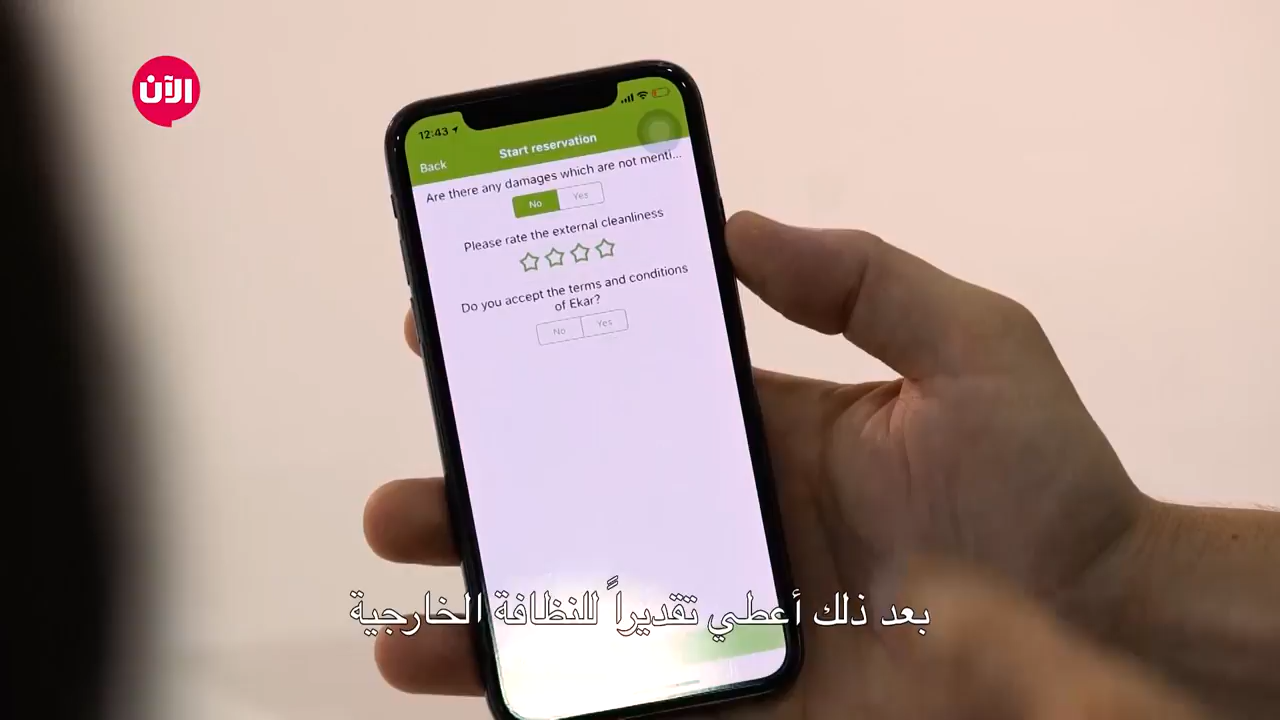 الآن
12:43
Back
Start reservation
Are there any damages which are not menti...
No
Yes
Please rate the external cleanliness
Do you accept the terms and conditions
of Ekar?
No
Yes
بعد ذلك أعطي تقديراً للنظافة الخارجية